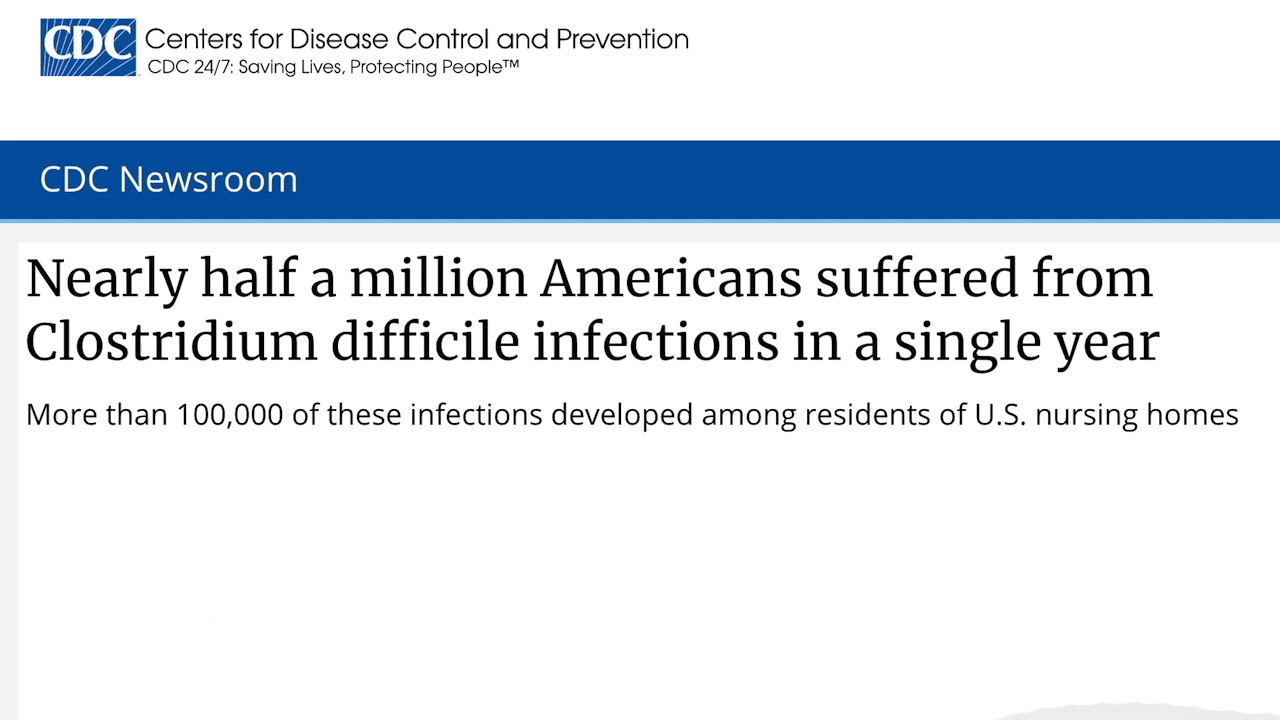 CDC
Centers for Disease Control and Prevention
CDC 24/7: Saving Lives, Protecting People™
CDC Newsroom
Nearly half a million Americans suffered from
Clostridium difficile infections in a single year
More than 100,000 of these infections developed among residents of U.S. nursing homes